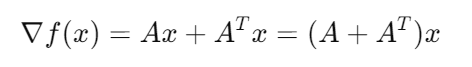 ∇f(x) = Ax + A^T x = (A + A^T)x